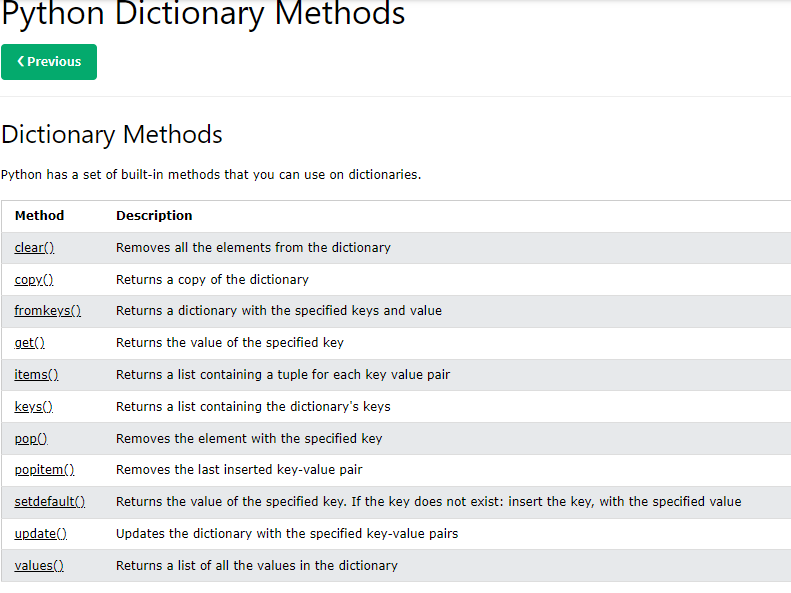 Python Dictionary Methods
❮ Previous
Dictionary Methods
Python has a set of built-in methods that you can use on dictionaries.
Method Description
clear() Removes all the elements from the dictionary
copy() Returns a copy of the dictionary
fromkeys() Returns a dictionary with the specified keys and value
get() Returns the value of the specified key
items() Returns a list containing a tuple for each key value pair
keys() Returns a list containing the dictionary's keys
pop() Removes the element with the specified key
popitem() Removes the last inserted key-value pair
setdefault() Returns the value of the specified key. If the key does not exist: insert the key, with the specified value
update() Updates the dictionary with the specified key-value pairs
values() Returns a list of all the values in the dictionary